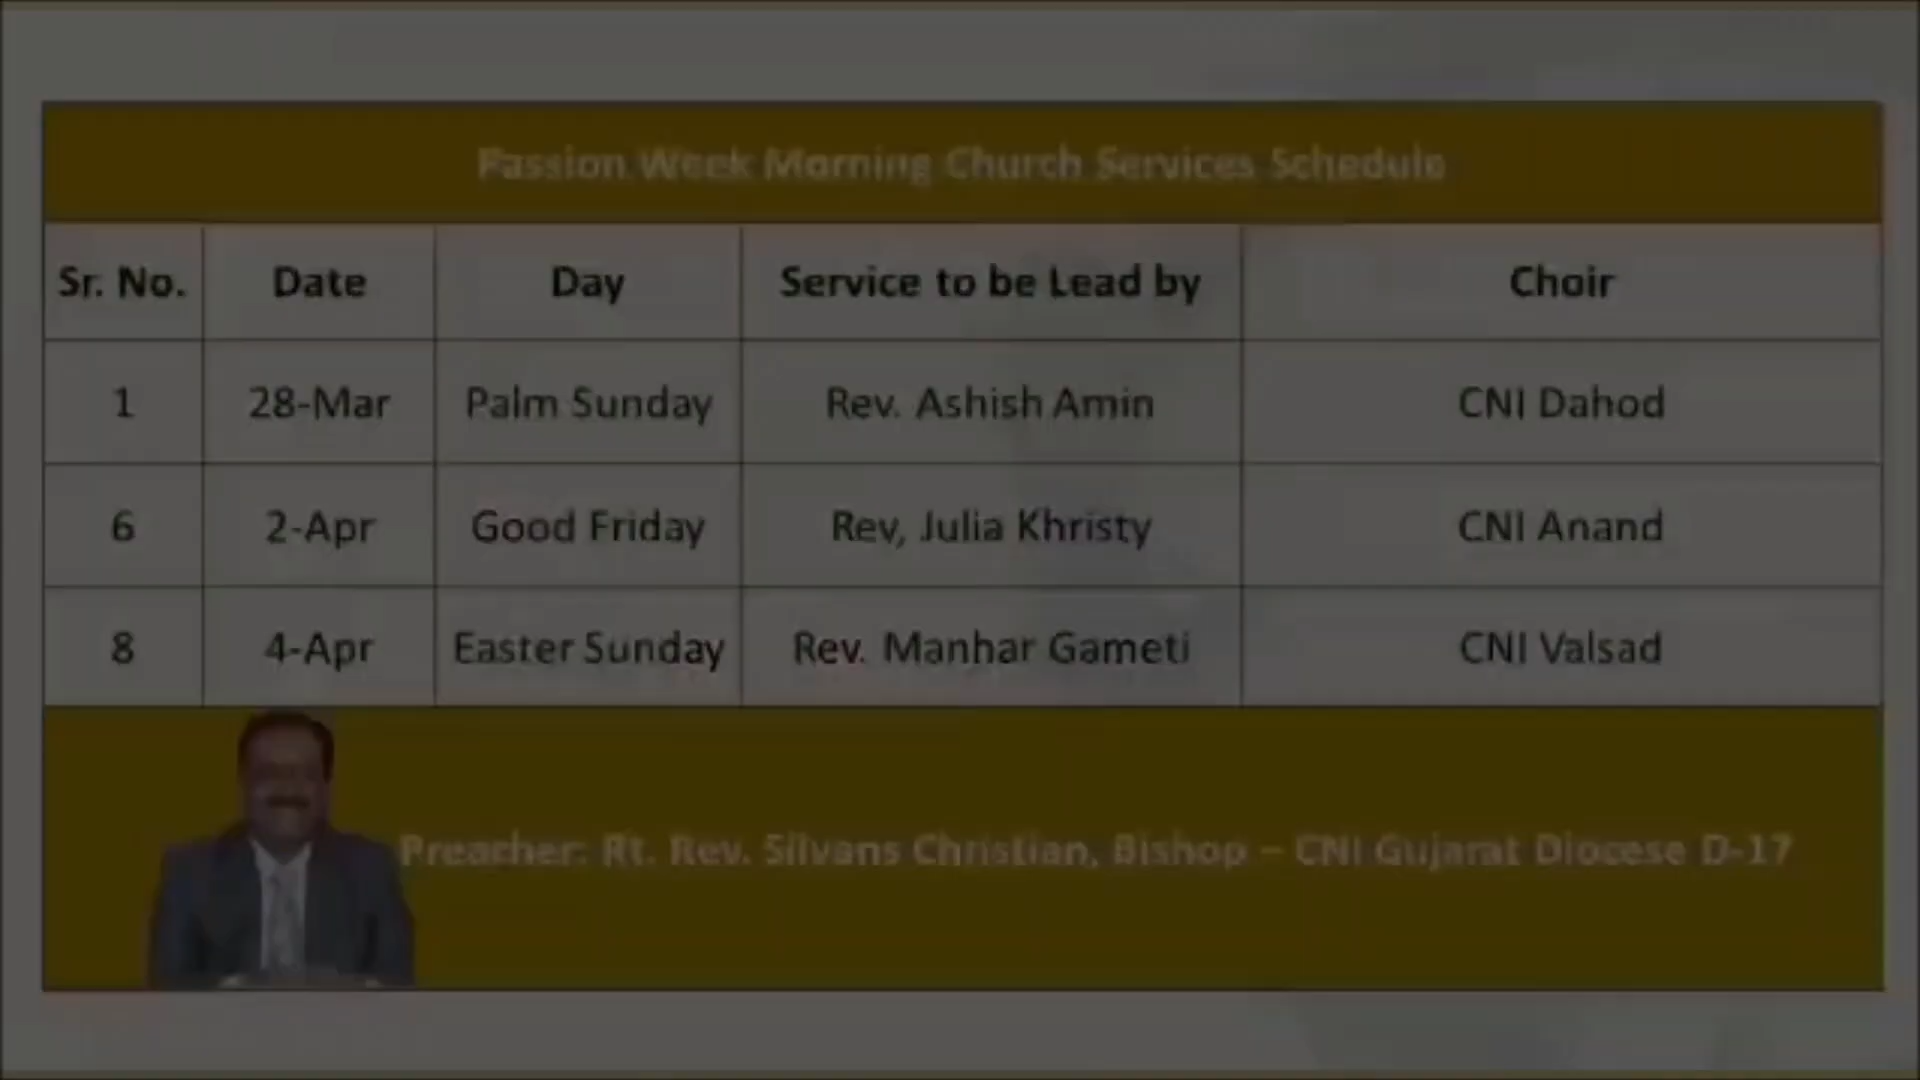 Passion Week Morning Church Services Schedule
Sr. No. Date Day Service to be Lead by Choir
1 28-Mar Palm Sunday Rev. Ashish Amin CNI Dahod
6 2-Apr Good Friday Rev, Julia Khristy CNI Anand
8 4-Apr Easter Sunday Rev. Manhar Gameti CNI Valsad
Preacher: Rt. Rev. Silvans Christian, Bishop – CNI Gujarat Diocese D-17